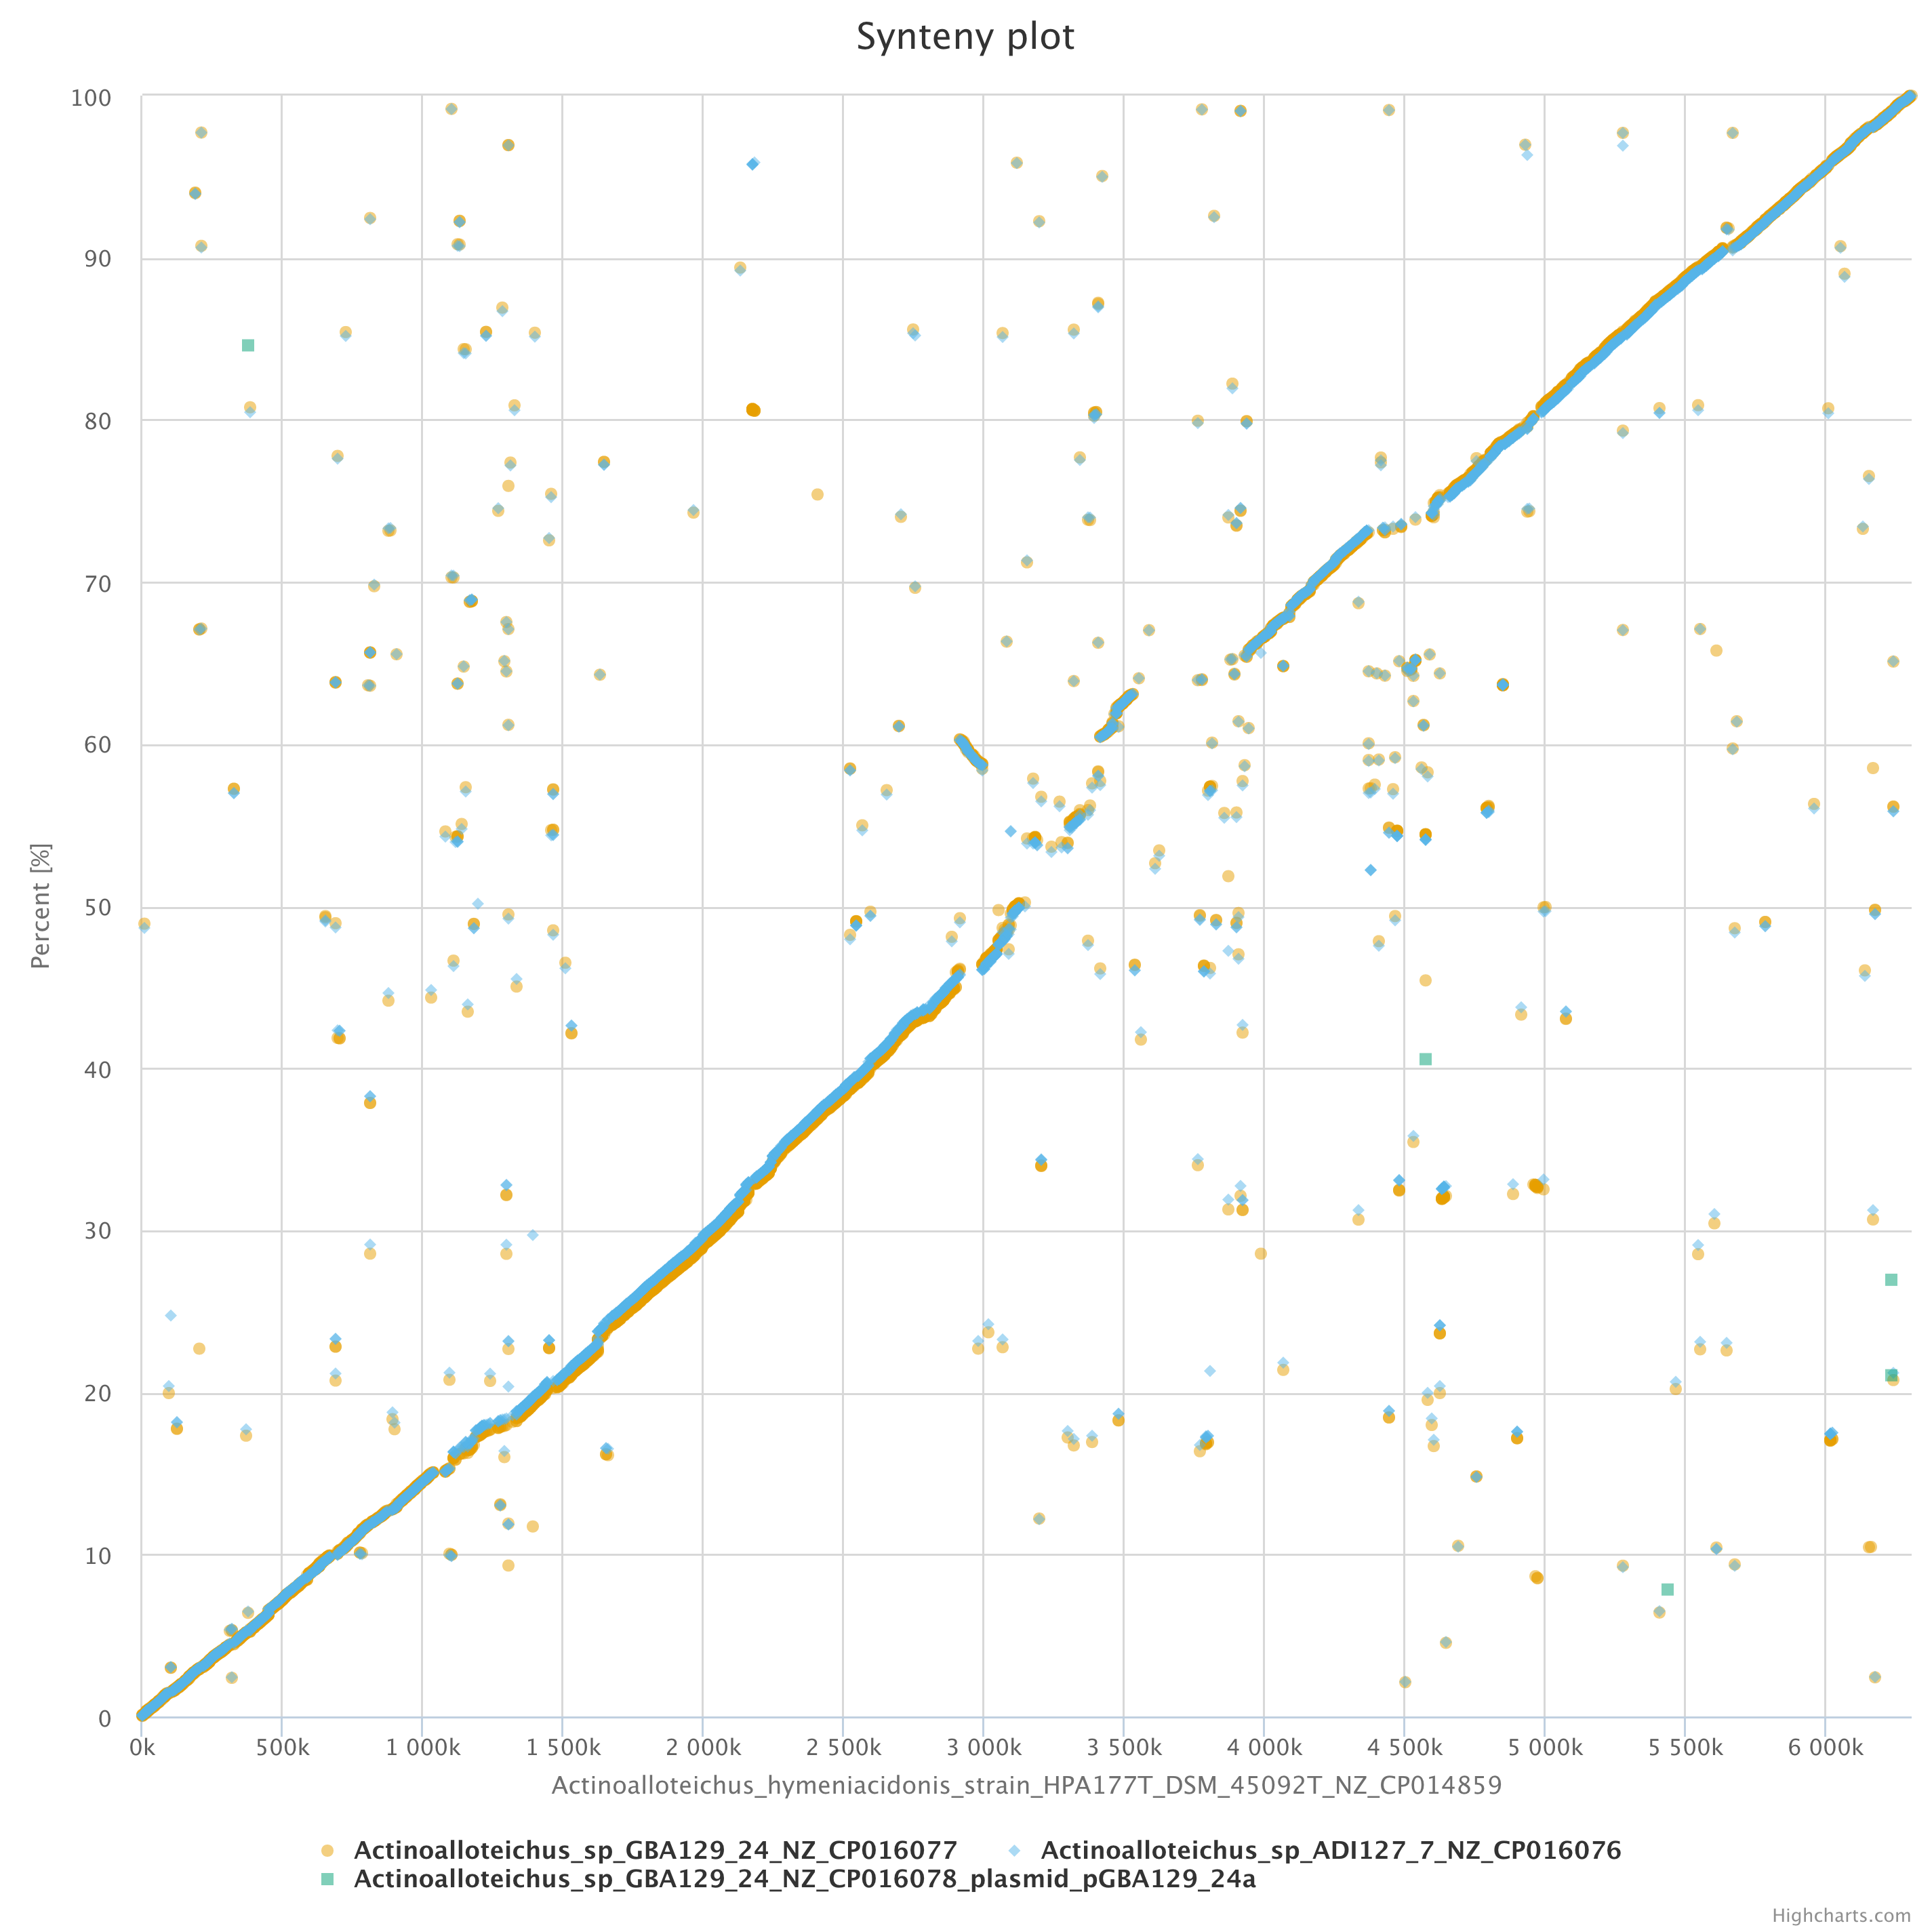 Synteny plot
100
90
80
70
60
50
40
30
20
10
0
Percent [%]
0k 500k 1 000k 1 500k 2 000k 2 500k 3 000k 3 500k 4 000k 4 500k 5 000k 5 500k 6 000k
Actinoalloteichus_hymeniacidonis_strain_HPA177T_DSM_45092T_NZ_CP014859
Actinoalloteichus_sp_GBA129_24_NZ_CP016077 Actinoalloteichus_sp_ADI127_7_NZ_CP016076
Actinoalloteichus_sp_GBA129_24_NZ_CP016078_plasmid_pGBA129_24a
Highcharts.com